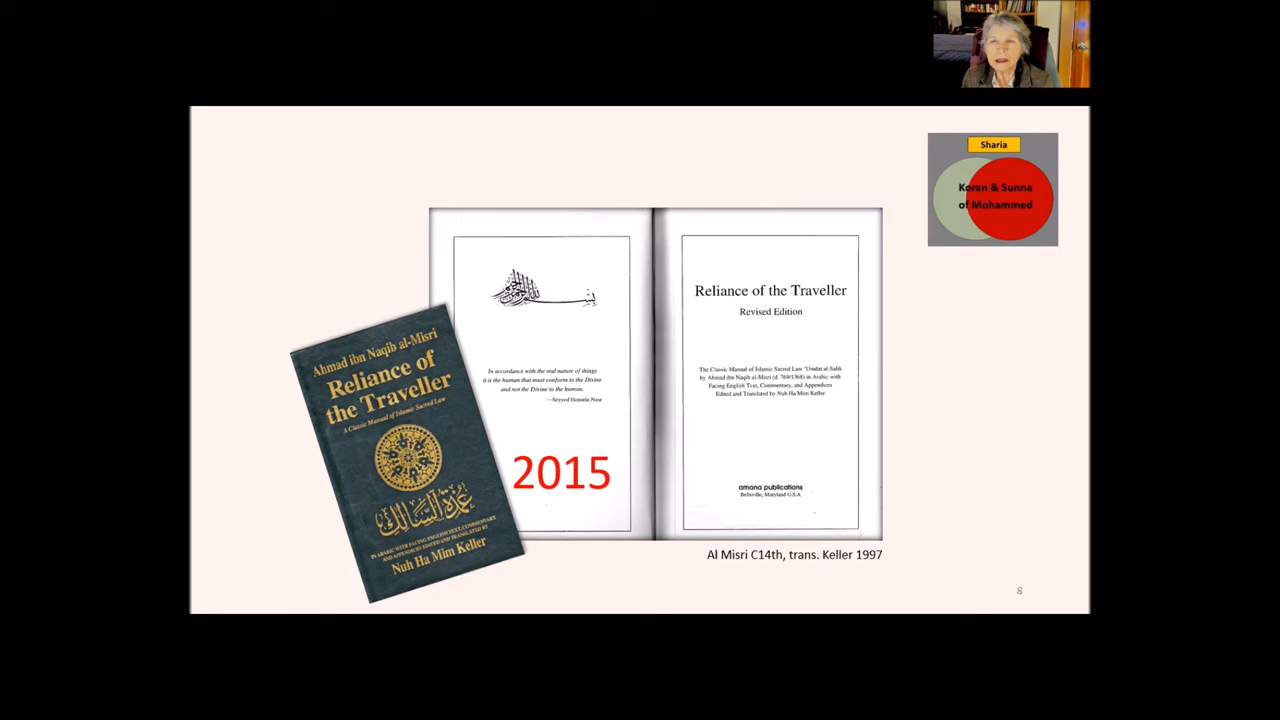 Sharia
Koran & Sunna
of Mohammed
Ahmad ibn Naqib al-Misri
Reliance of
the Traveller
A Classic Manual of Islamic Sacred Law
عمدة السالك
IN ARABIC WITH FACING ENGLISH TEXT, COMMENTARY
AND APPENDICES EDITED AND TRANSLATED BY
Nuh Ha Mim Keller
بسم الله الرحمن الرحيم
In accordance with the real nature of things
it is the human that must conform to the Divine
and not the Divine to the human.
—Seyyed Hossein Nasr
2015
Reliance of the Traveller
Revised Edition
The Classic Manual of Islamic Sacred Law ‘Umdat al-Salik
by Ahmad ibn Naqib al-Misri (d. 769/1368) in Arabic with
Facing English Text, Commentary, and Appendices
Edited and Translated by Nuh Ha Mim Keller
amana publications
Beltsville, Maryland U.S.A
Al Misri C14th, trans. Keller 1997
8